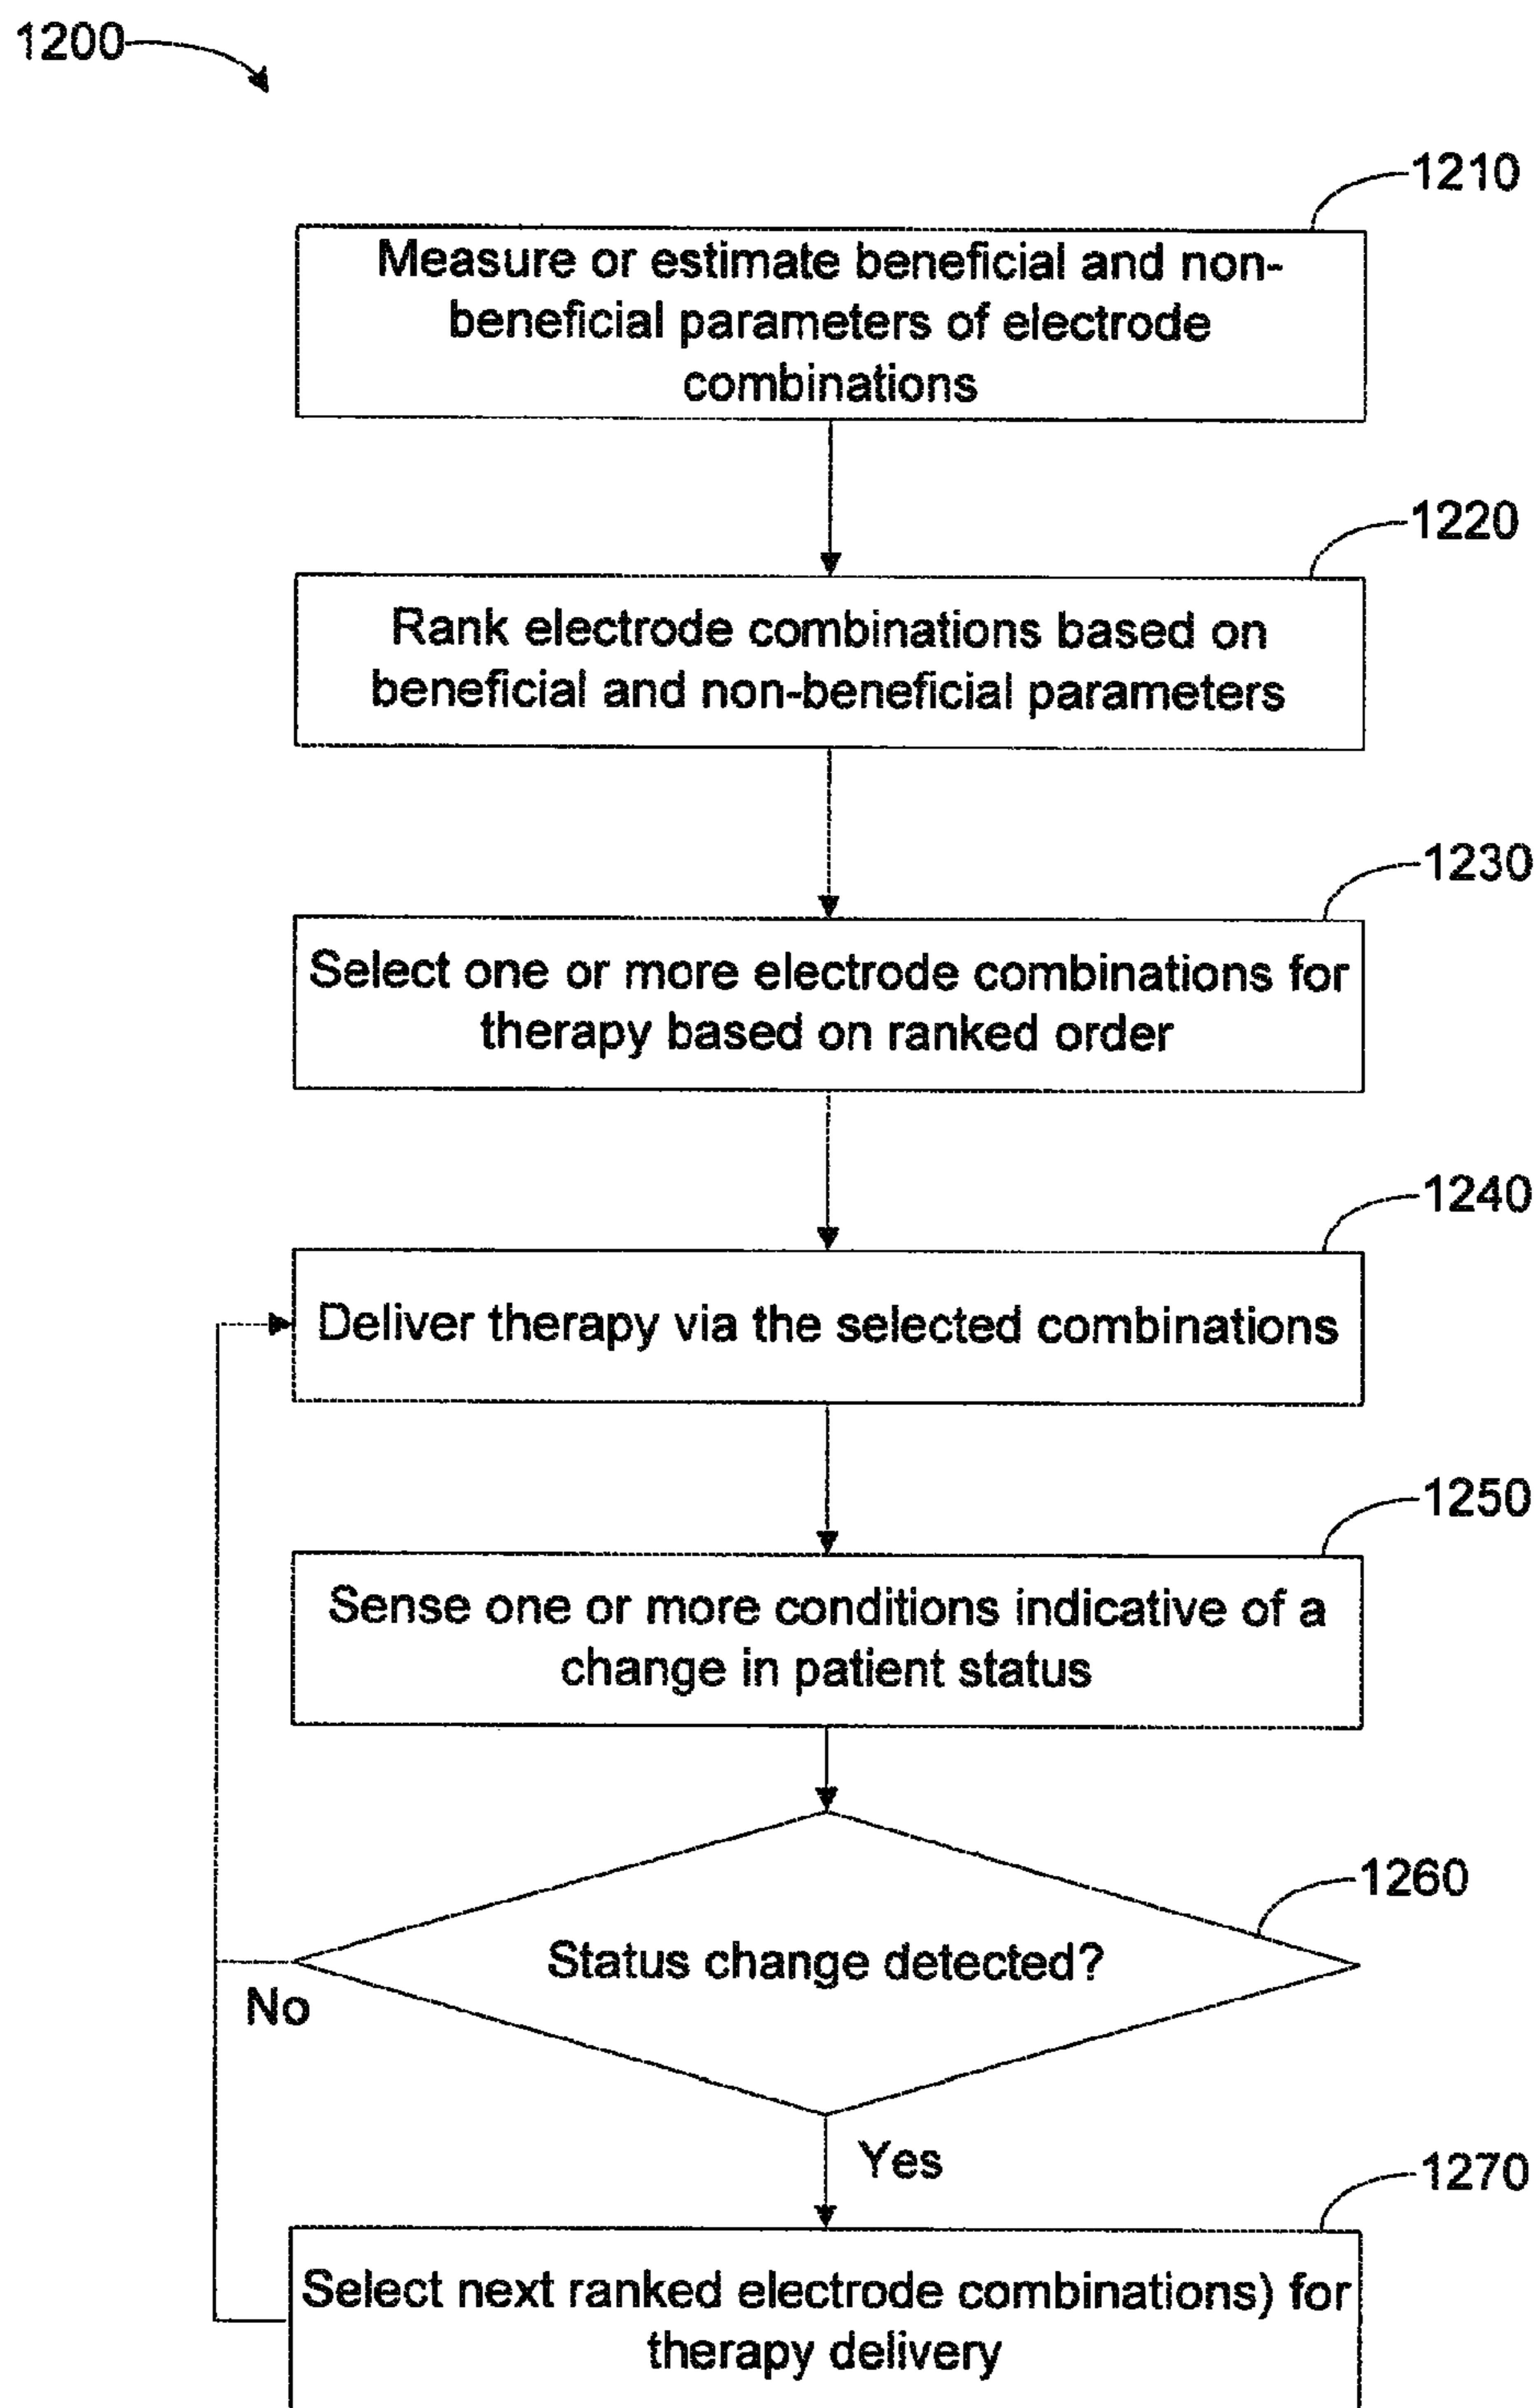 1200
1210
Measure or estimate beneficial and non-
beneficial parameters of electrode
combinations
1220
Rank electrode combinations based on
beneficial and non-beneficial parameters
1230
Select one or more electrode combinations for
therapy based on ranked order
1240
Deliver therapy via the selected combinations
1250
Sense one or more conditions indicative of a
change in patient status
1260
Status change detected?
No
Yes
1270
Select next ranked electrode combinations) for
therapy delivery